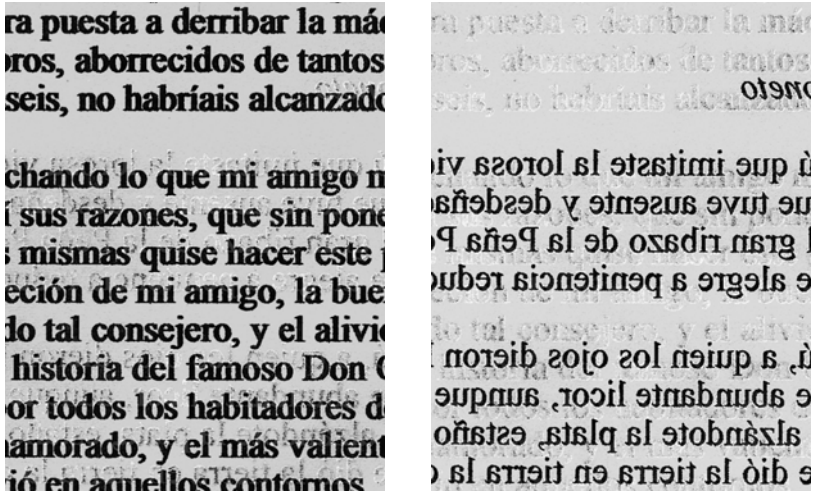 ra puesta a derribar la má
ros, aborrecidos de tantos
seis, no habríais alcanzado
chando lo que mi amigo m
í sus razones, que sin pone
mismas quise hacer este
eción de mi amigo, la bue
do tal consejero, y el alivi
historia del famoso Don
or todos los habitadores d
amorado, y el más valient
ió en aquellos contornos
oneto
ú que imitaste la lorosa vi
ue tuve ausente y desdeña
l gran ribazo de la Peña P
e alegre a penitencia reduc
ú, a quien los ojos dieron
e abundante licor, aunque
alzándote la plata, estaño
e dió la tierra en tierra la